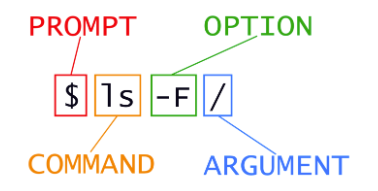 PROMPT OPTION
$ ls -F /
COMMAND ARGUMENT